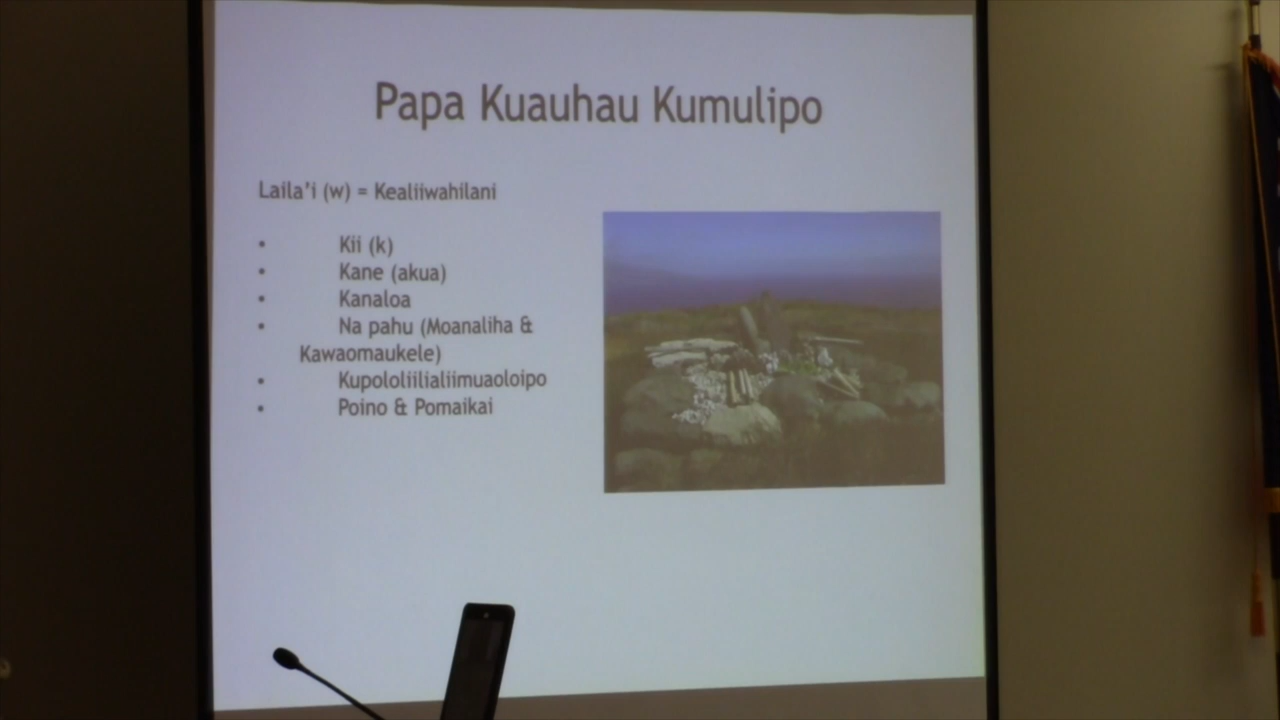 Papa Kuauhau Kumulipo
Laila'i (w) = Kealiiwahilani
• Kii (k)
• Kane (akua)
• Kanaloa
• Na pahu (Moanaliha &
Kawaomaukele)
• Kupololiilialiimuaoloipo
• Poino & Pomaikai